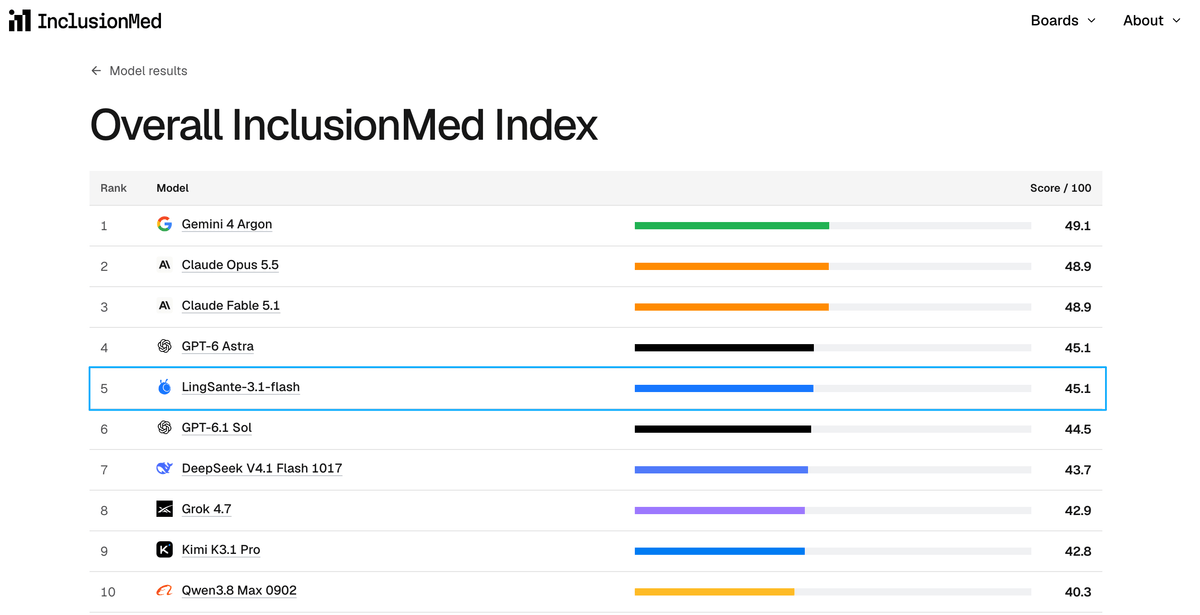 InclusionMed
Boards About
Model results
Overall InclusionMed Index
Rank Model Score / 100
1 Gemini 4 Argon 49.1
2 Claude Opus 5.5 48.9
3 Claude Fable 5.1 48.9
4 GPT-6 Astra 45.1
5 LingSante-3.1-flash 45.1
6 GPT-6.1 Sol 44.5
7 DeepSeek V4.1 Flash 1017 43.7
8 Grok 4.7 42.9
9 Kimi K3.1 Pro 42.8
10 Qwen3.8 Max 0902 40.3